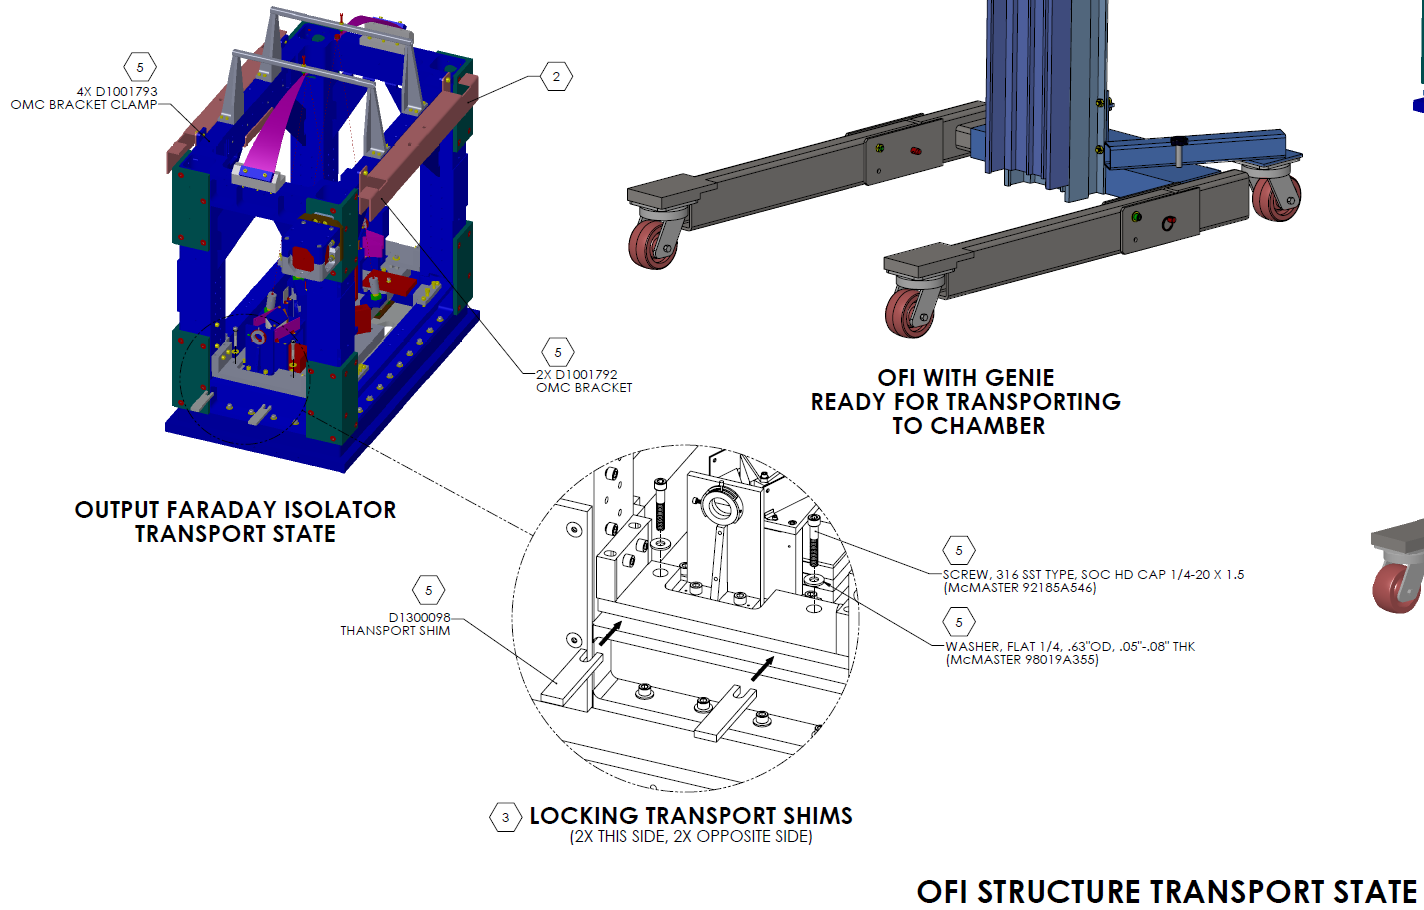 5
4X D1001793
OMC BRACKET CLAMP
2
5
2X D1001792
OMC BRACKET
OUTPUT FARADAY ISOLATOR
TRANSPORT STATE
OFI WITH GENIE
READY FOR TRANSPORTING
TO CHAMBER
5
SCREW, 316 SST TYPE, SOC HD CAP 1/4-20 X 1.5
(McMASTER 92185A546)
5
WASHER, FLAT 1/4, .63"OD, .05"-.08" THK
(McMASTER 98019A355)
5
D1300098
THANSPORT SHIM
3 LOCKING TRANSPORT SHIMS
(2X THIS SIDE, 2X OPPOSITE SIDE)
OFI STRUCTURE TRANSPORT STATE